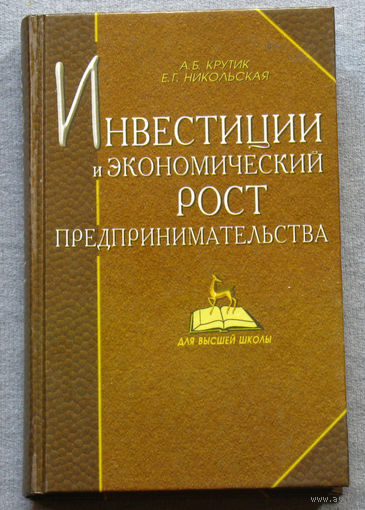 А.Б. КРУТИК
Е.Г. НИКОЛЬСКАЯ
ИНВЕСТИЦИИ
И ЭКОНОМИЧЕСКИЙ
РОСТ
ПРЕДПРИНИМАТЕЛЬСТВА
ДЛЯ ВЫСШЕЙ ШКОЛЫ